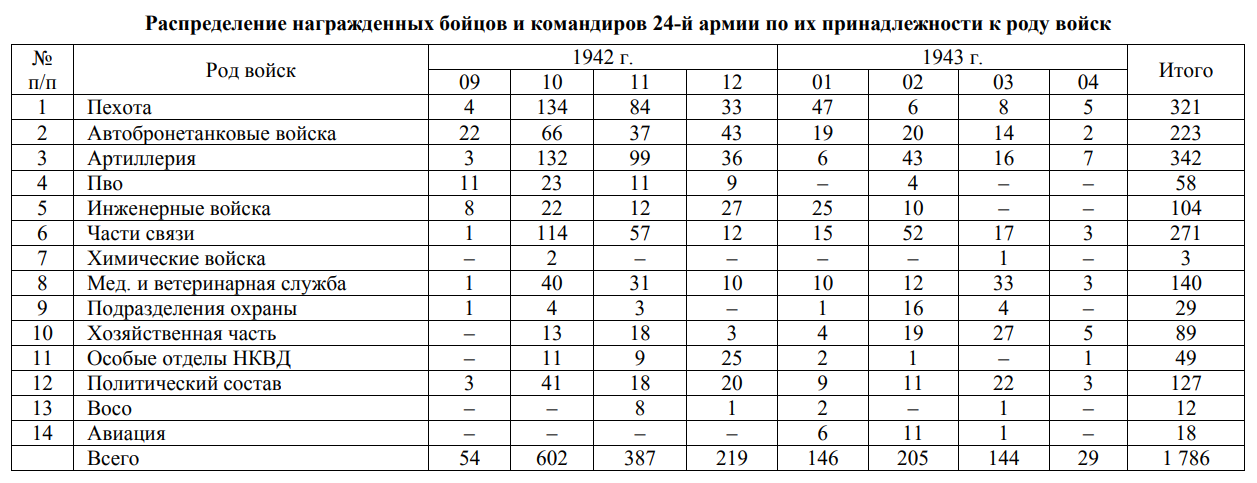 Распределение награжденных бойцов и командиров 24-й армии по их принадлежности к роду войск
№ п/п Род войск 1942 г. 1943 г. Итого
09 10 11 12 01 02 03 04
1 Пехота 4 134 84 33 47 6 8 5 321
2 Автобронетанковые войска 22 66 37 43 19 20 14 2 223
3 Артиллерия 3 132 99 36 6 43 16 7 342
4 Пво 11 23 11 9 – 4 – – 58
5 Инженерные войска 8 22 12 27 25 10 – – 104
6 Части связи 1 114 57 12 15 52 17 3 271
7 Химические войска – 2 – – – – 1 – 3
8 Мед. и ветеринарная служба 1 40 31 10 10 12 33 3 140
9 Подразделения охраны 1 4 3 – 1 16 4 – 29
10 Хозяйственная часть – 13 18 3 4 19 27 5 89
11 Особые отделы НКВД – 11 9 25 2 1 – 1 49
12 Политический состав 3 41 18 20 9 11 22 3 127
13 Восо – – 8 1 2 – 1 – 12
14 Авиация – – – – 6 11 1 – 18
Всего 54 602 387 219 146 205 144 29 1 786